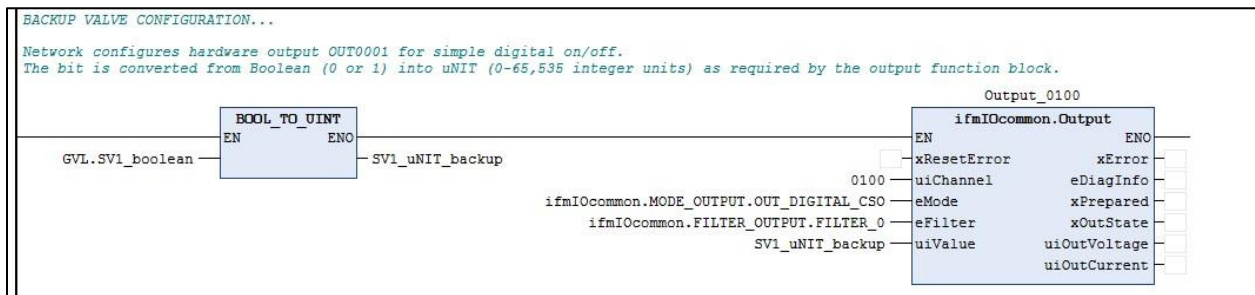 BACKUP VALVE CONFIGURATION...
Network configures hardware output OUT0001 for simple digital on/off.
The bit is converted from Boolean (0 or 1) into uNIT (0-65,535 integer units) as required by the output function block.
Output_0100
BOOL_TO_UINT
ifmIOcommon.Output
EN ENO
EN ENO
GVL.SV1_boolean
SV1_uNIT_backup
xResetError xError
0100 uiChannel eDiagInfo
ifmIOcommon.MODE_OUTPUT.OUT_DIGITAL_CSO eMode xPrepared
ifmIOcommon.FILTER_OUTPUT.FILTER_0 eFilter xOutState
SV1_uNIT_backup uiValue uiOutVoltage
uiOutCurrent